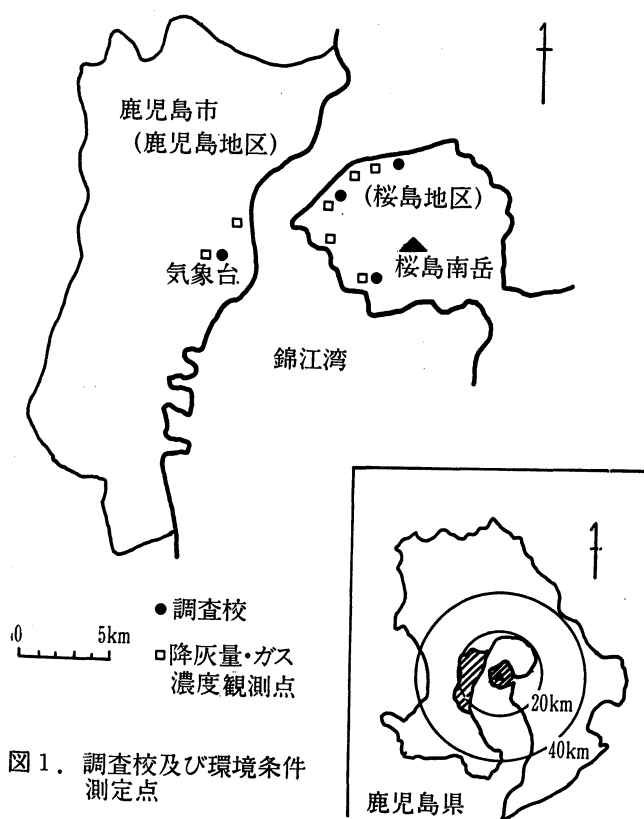 鹿児島市
(鹿児島地区)
(桜島地区)
桜島南岳
気象台
錦江湾
0 5km
●調査校
□降灰量・ガス
濃度観測点
図1. 調査校及び環境条件
測定点
20km
40km
鹿児島県